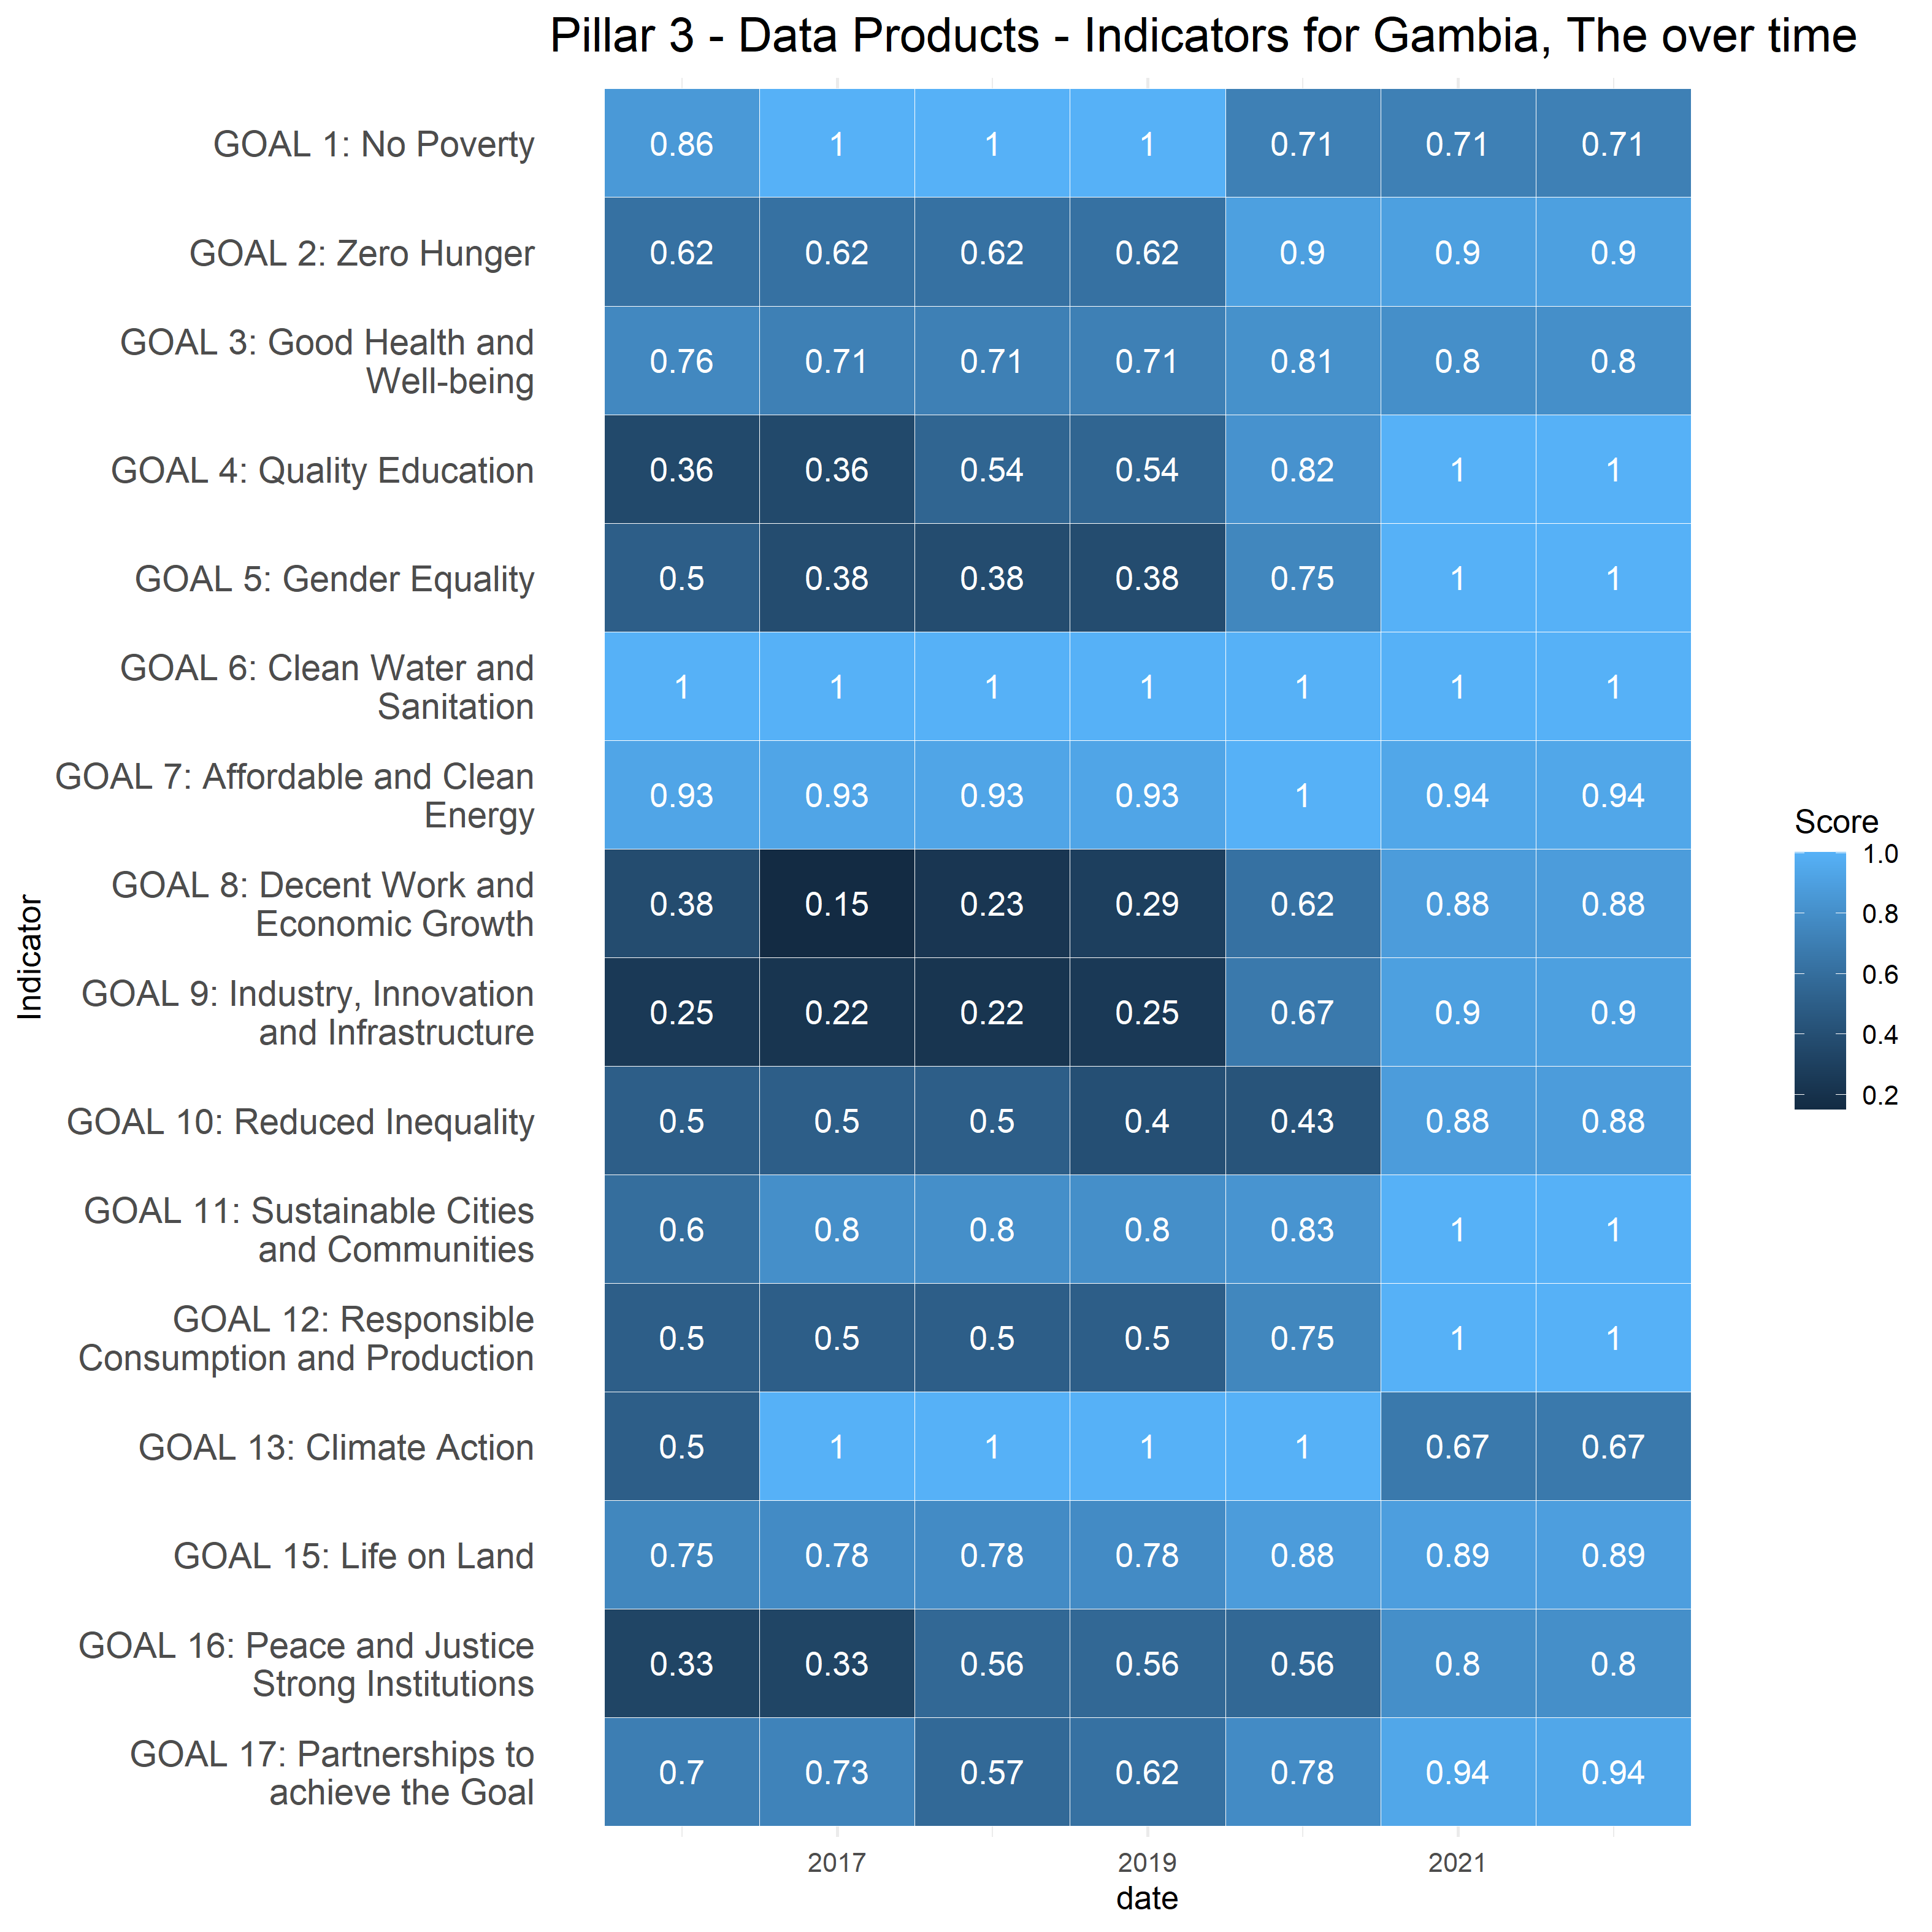 Pillar 3 - Data Products - Indicators for Gambia, The over time
GOAL 1: No Poverty
0.86 1 1 1 0.71 0.71 0.71
GOAL 2: Zero Hunger
0.62 0.62 0.62 0.62 0.9 0.9 0.9
GOAL 3: Good Health and
Well-being
0.76 0.71 0.71 0.71 0.81 0.8 0.8
GOAL 4: Quality Education
0.36 0.36 0.54 0.54 0.82 1 1
GOAL 5: Gender Equality
0.5 0.38 0.38 0.38 0.75 1 1
GOAL 6: Clean Water and
Sanitation
1 1 1 1 1 1 1
GOAL 7: Affordable and Clean
Energy
0.93 0.93 0.93 0.93 1 0.94 0.94
GOAL 8: Decent Work and
Economic Growth
0.38 0.15 0.23 0.29 0.62 0.88 0.88
GOAL 9: Industry, Innovation
and Infrastructure
0.25 0.22 0.22 0.25 0.67 0.9 0.9
GOAL 10: Reduced Inequality
0.5 0.5 0.5 0.4 0.43 0.88 0.88
GOAL 11: Sustainable Cities
and Communities
0.6 0.8 0.8 0.8 0.83 1 1
GOAL 12: Responsible
Consumption and Production
0.5 0.5 0.5 0.5 0.75 1 1
GOAL 13: Climate Action
0.5 1 1 1 1 0.67 0.67
GOAL 15: Life on Land
0.75 0.78 0.78 0.78 0.88 0.89 0.89
GOAL 16: Peace and Justice
Strong Institutions
0.33 0.33 0.56 0.56 0.56 0.8 0.8
GOAL 17: Partnerships to
achieve the Goal
0.7 0.73 0.57 0.62 0.78 0.94 0.94
2017 2019 2021
date
Indicator
Score
1.0
0.8
0.6
0.4
0.2